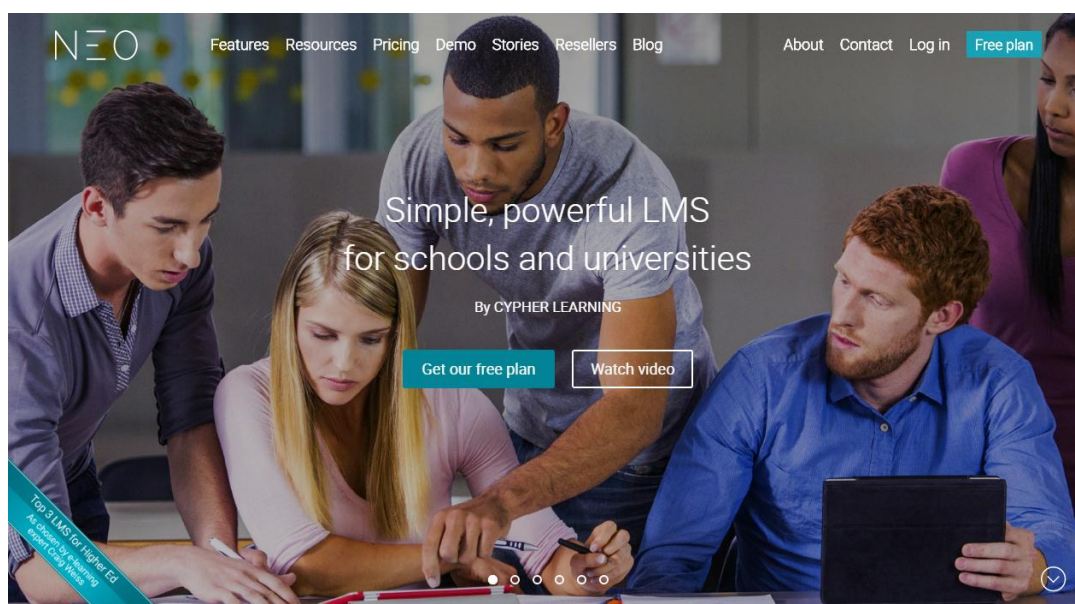 NEO
Features Resources Pricing Demo Stories Resellers Blog
About Contact Log in Free plan
Simple, powerful LMS
for schools and universities
By CYPHER LEARNING
Get our free plan Watch video
Top 3 LMS for Higher Ed
As chosen by e-learning
expert Craig Weiss